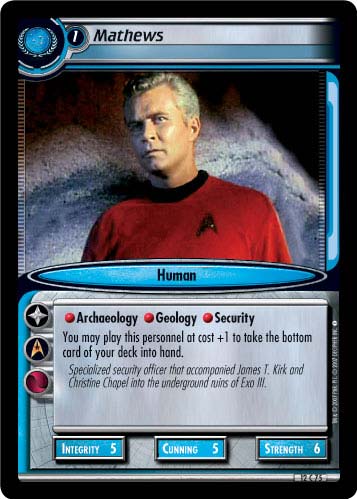 1 Mathews
Human
Archaeology Geology Security
You may play this personnel at cost +1 to take the bottom
card of your deck into hand.
Specialized security officer that accompanied James T. Kirk and
Christine Chapel into the underground ruins of Exo III.
INTEGRITY 5 CUNNING 5 STRENGTH 6
12 C 75